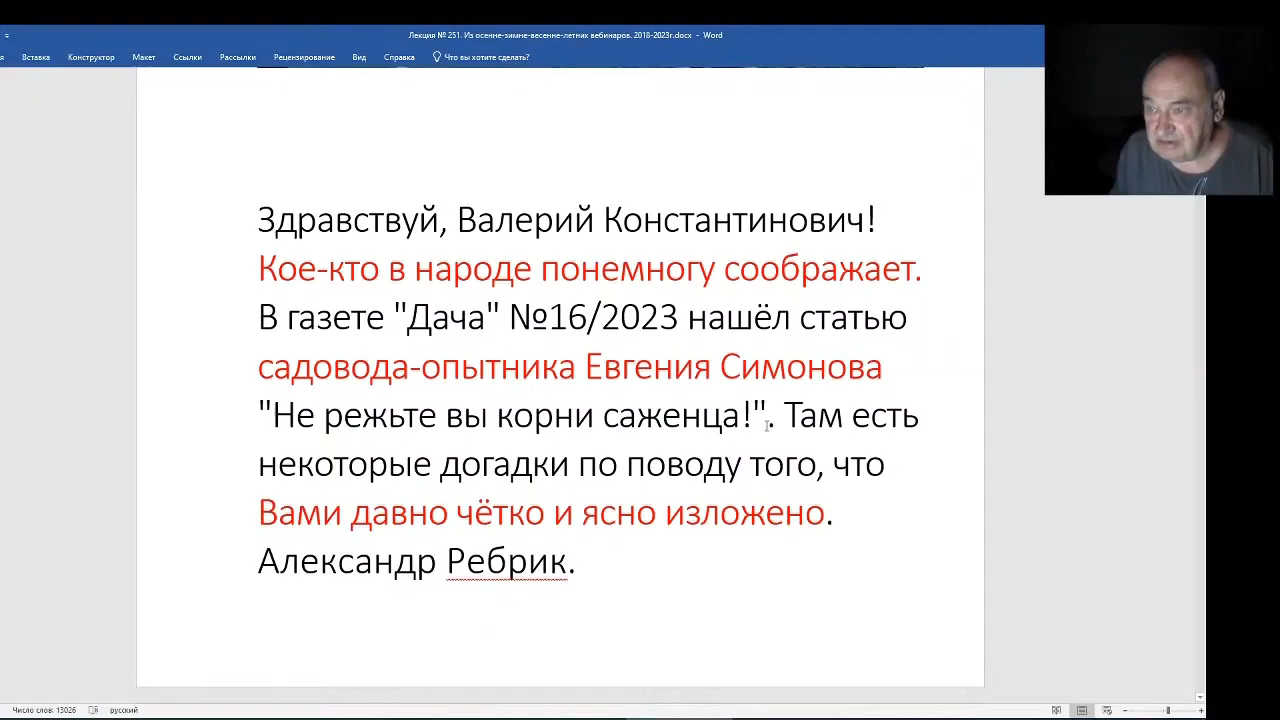 Лекция № 251. Из осенне-зимне-весенне-летних вебинаров. 2018-2023г.docx - Word
я Вставка Конструктор Макет Ссылки Рассылки Рецензирование Вид Справка Что вы хотите сделать?
Здравствуй, Валерий Константинович!
Кое-кто в народе понемногу соображает.
В газете "Дача" №16/2023 нашёл статью
садовода-опытника Евгения Симонова
"Не режьте вы корни саженца!". Там есть
некоторые догадки по поводу того, что
Вами давно чётко и ясно изложено.
Александр Ребрик.
Число слов: 13026 русский